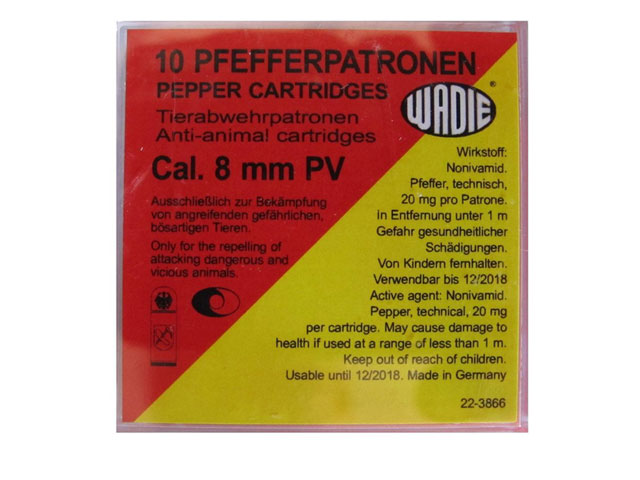 10 PFEFFERPATRONEN
PEPPER CARTRIDGES
Tierabwehrpatronen
Anti-animal cartridges
Cal. 8 mm PV
Ausschließlich zur Bekämpfung
von angreifenden gefährlichen,
bösartigen Tieren.
Only for the repelling of
attacking dangerous and
vicious animals.
WADIE®
Wirkstoff:
Nonivamid.
Pfeffer, technisch,
20 mg pro Patrone.
in Entfernung unter 1 m
Gefahr gesundheitlicher
Schädigungen.
Von Kindern fernhalten.
Verwendbar bis 12/2018
Active agent: Nonivamid.
Pepper, technical, 20 mg
per cartridge. May cause damage to
health if used at a range of less than 1 m.
Keep out of reach of children.
Usable until 12/2018. Made in Germany
22-3866